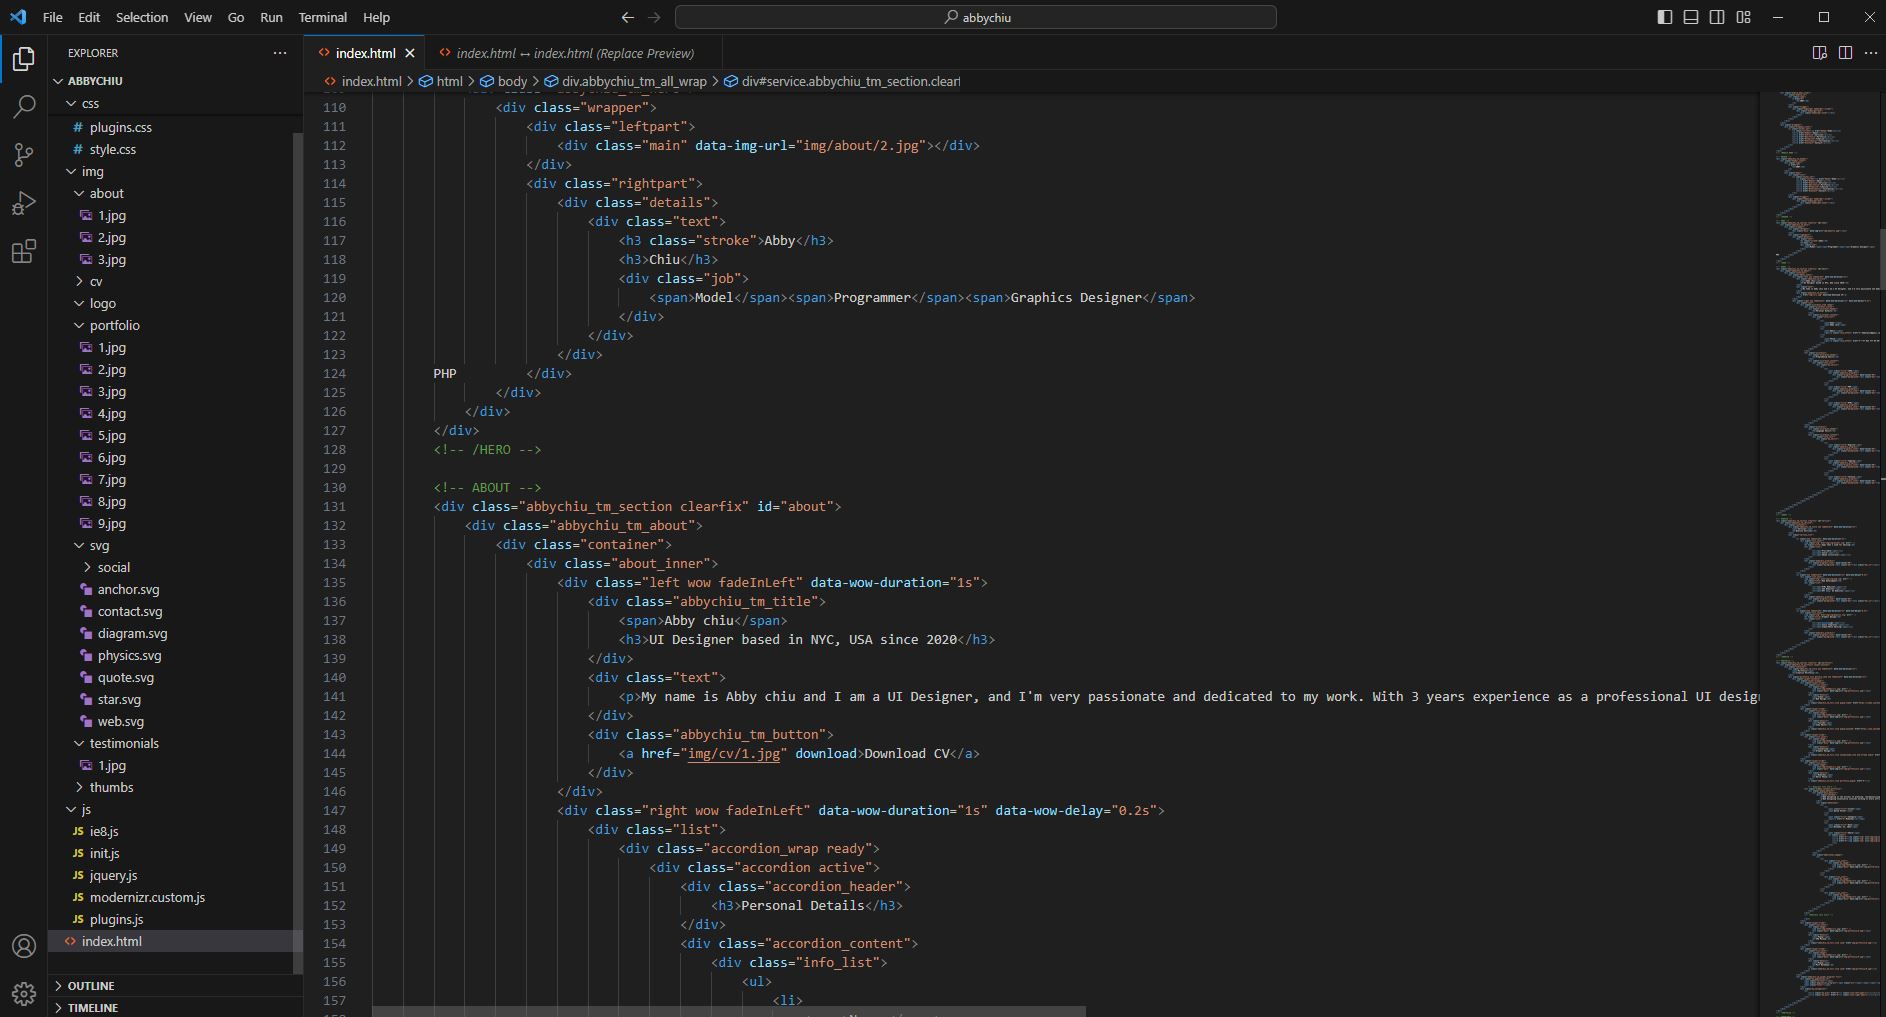 File Edit Selection View Go Run Terminal Help
abbychiu
EXPLORER
ABBYCHIU
css
plugins.css
style.css
img
about
1.jpg
2.jpg
3.jpg
cv
logo
portfolio
1.jpg
2.jpg
3.jpg
4.jpg
5.jpg
6.jpg
7.jpg
8.jpg
9.jpg
svg
social
anchor.svg
contact.svg
diagram.svg
physics.svg
quote.svg
star.svg
web.svg
testimonials
1.jpg
thumbs
js
JS ie8.js
JS init.js
JS jquery.js
JS modernizr.custom.js
JS plugins.js
index.html
OUTLINE
TIMELINE
index.html index.html ↔ index.html (Replace Preview)
index.html > html > body > div.abbychiu_tm_all_wrap > div#service.abbychiu_tm_section.clearf
110 <div class="wrapper">
111 <div class="leftpart">
112 <div class="main" data-img-url="img/about/2.jpg"></div>
113 </div>
114 <div class="rightpart">
115 <div class="details">
116 <div class="text">
117 <h3 class="stroke">Abby</h3>
118 <h3>Chiu</h3>
119 <div class="job">
120 <span>Model</span><span>Programmer</span><span>Graphics Designer</span>
121 </div>
122 </div>
123 </div>
124 PHP </div>
125 </div>
126 </div>
127 </div>
128 <!-- /HERO -->
129
130 <!-- ABOUT -->
131 <div class="abbychiu_tm_section clearfix" id="about">
132 <div class="abbychiu_tm_about">
133 <div class="container">
134 <div class="about_inner">
135 <div class="left wow fadeInLeft" data-wow-duration="1s">
136 <div class="abbychiu_tm_title">
137 <span>Abby chiu</span>
138 <h3>UI Designer based in NYC, USA since 2020</h3>
139 </div>
140 <div class="text">
141 <p>My name is Abby chiu and I am a UI Designer, and I'm very passionate and dedicated to my work. With 3 years experience as a professional UI desig
142 </div>
143 <div class="abbychiu_tm_button">
144 <a href="img/cv/1.jpg" download>Download CV</a>
145 </div>
146 </div>
147 <div class="right wow fadeInLeft" data-wow-duration="1s" data-wow-delay="0.2s">
148 <div class="list">
149 <div class="accordion_wrap ready">
150 <div class="accordion active">
151 <div class="accordion_header">
152 <h3>Personal Details</h3>
153 </div>
154 <div class="accordion_content">
155 <div class="info_list">
156 <ul>
157 <li>